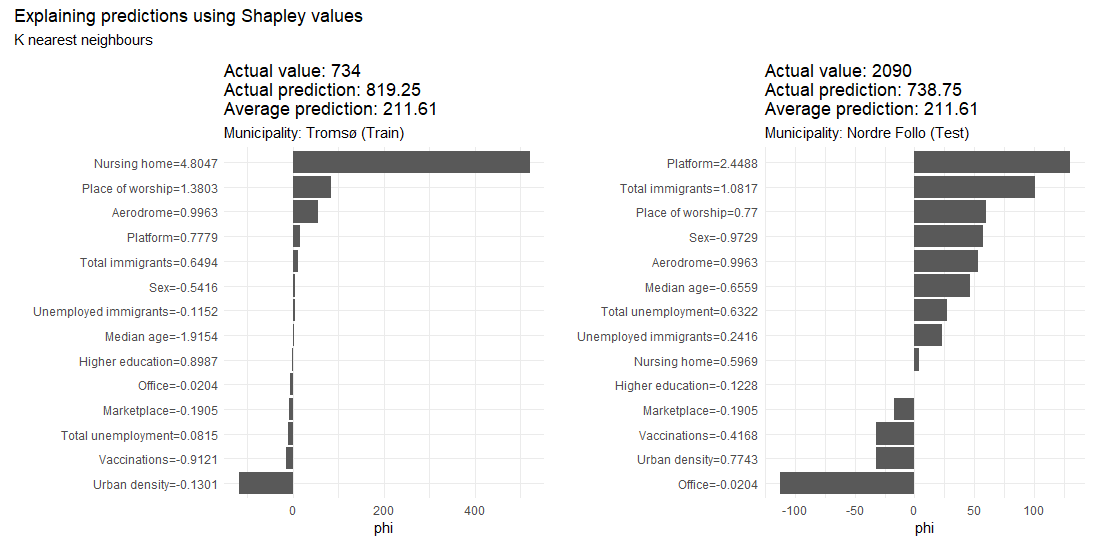 Explaining predictions using Shapley values
K nearest neighbours
Actual value: 734
Actual prediction: 819.25
Average prediction: 211.61
Municipality: Tromsø (Train)
Nursing home=4.8047
Place of worship=1.3803
Aerodrome=0.9963
Platform=0.7779
Total immigrants=0.6494
Sex=-0.5416
Unemployed immigrants=-0.1152
Median age=-1.9154
Higher education=0.8987
Office=-0.0204
Marketplace=-0.1905
Total unemployment=0.0815
Vaccinations=-0.9121
Urban density=-0.1301
0 200 400
phi
Actual value: 2090
Actual prediction: 738.75
Average prediction: 211.61
Municipality: Nordre Follo (Test)
Platform=2.4488
Total immigrants=1.0817
Place of worship=0.77
Sex=-0.9729
Aerodrome=0.9963
Median age=-0.6559
Total unemployment=0.6322
Unemployed immigrants=0.2416
Nursing home=0.5969
Higher education=-0.1228
Marketplace=-0.1905
Vaccinations=-0.4168
Urban density=0.7743
Office=-0.0204
-100 -50 0 50 100
phi